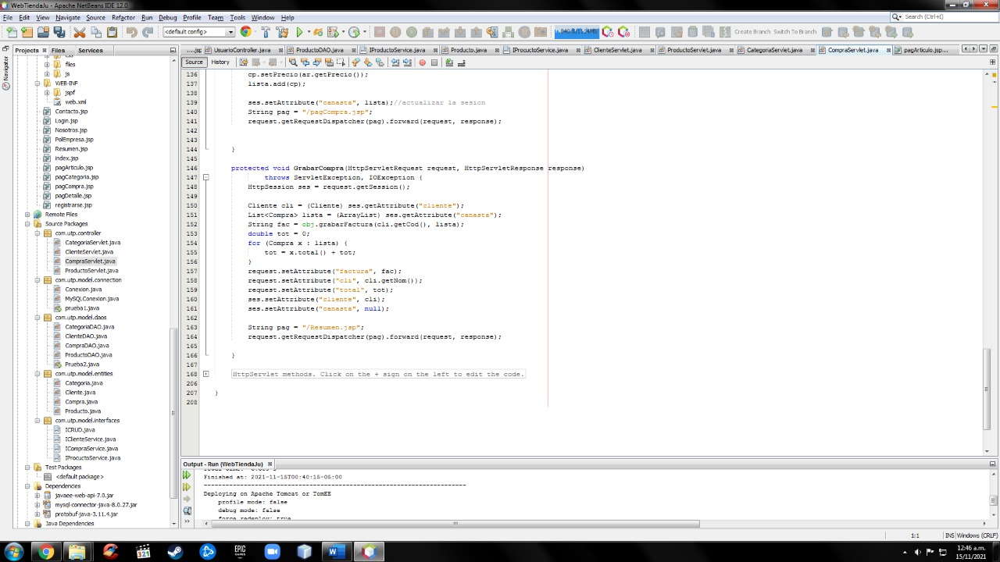 WebTiendaJu - Apache NetBeans IDE 12.0
File Edit View Navigate Source Refactor Run Debug Profile Team Tools Window Help
Search (Ctrl+I)
<default config>
Create Branch Switch To Branch
Projects Files Services
....jsp UsuarioController.java ProductoDAO.java IProductoService.java Producto.java IProcuctoService.java ClienteServlet.java ProductoServlet.java CategoriaServlet.java CompraServlet.java pagArticulo.jsp...
Navigator
Source History
css
files
js
WEB-INF
jspf
web.xml
Contacto.jsp
Login.jsp
Nosotros.jsp
PolEmpresa.jsp
Resumen.jsp
index.jsp
pagArticulo.jsp
pagCategoria.jsp
pagCompra.jsp
pagDetalle.jsp
registrarse.jsp
Remote Files
Source Packages
com.utp.controller
CategoriaServlet.java
ClienteServlet.java
CompraServlet.java
ProductoServlet.java
com.utp.model.connection
Conexion.java
MySQLConexion.java
prueba1.java
com.utp.model.daos
CategoriaDAO.java
ClienteDAO.java
CompraDAO.java
ProductoDAO.java
Prueba2.java
com.utp.model.entities
Categoria.java
Cliente.java
Compra.java
Producto.java
com.utp.model.interfaces
ICRUD.java
IClienteService.java
ICompraService.java
IProcuctoService.java
Test Packages
<default package>
Dependencies
javaee-web-api-7.0.jar
mysql-connector-java-8.0.27.jar
protobuf-java-3.11.4.jar
Java Dependencies
136 cp.setPrecio(ar.getPrecio());
137 lista.add(cp);
138
139 ses.setAttribute("canasta", lista);//actualizar la sesion
140 String pag = "/pagCompra.jsp";
141 request.getRequestDispatcher(pag).forward(request, response);
142
143
144 }
145
146 protected void GrabarCompra(HttpServletRequest request, HttpServletResponse response)
147 throws ServletException, IOException {
148 HttpSession ses = request.getSession();
149
150 Cliente cli = (Cliente) ses.getAttribute("cliente");
151 List<Compra> lista = (ArrayList) ses.getAttribute("canasta");
152 String fac = obj.grabarFactura(cli.getCod(), lista);
153 double tot = 0;
154 for (Compra x : lista) {
155 tot = x.total() + tot;
156 }
157 request.setAttribute("factura", fac);
158 request.setAttribute("cli", cli.getNom());
159 request.setAttribute("total", tot);
160 ses.setAttribute("cliente", cli);
161 ses.setAttribute("canasta", null);
162
163 String pag = "/Resumen.jsp";
164 request.getRequestDispatcher(pag).forward(request, response);
165
166 }
167
168 HttpServlet methods. Click on the + sign on the left to edit the code.
206
207 }
208
Output - Run (WebTiendaJu)
Finished at: 2021-11-15T00:40:15-05:00
------------------------------------------------------------------------
Deploying on Apache Tomcat or TomEE
profile mode: false
debug mode: false
force redeploy: true
1:1 INS Windows (CRLF)
321
EPIC GAMES
12:46 a.m.
15/11/2021